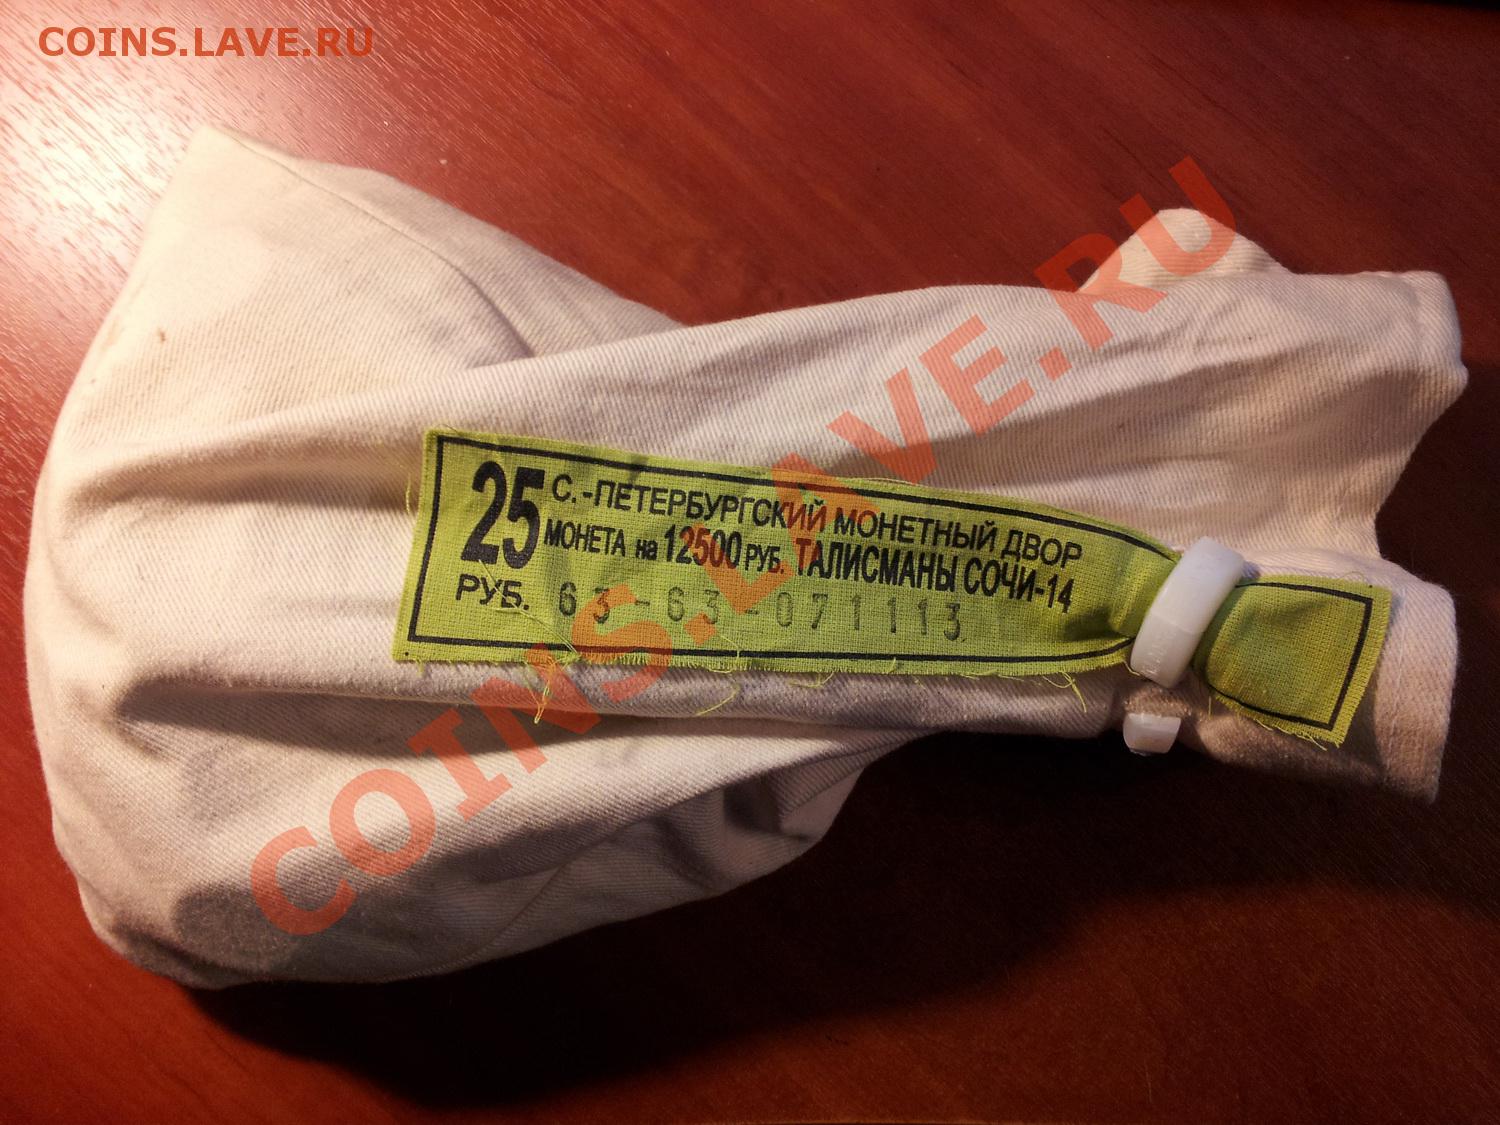 COINS.LAVE.RU
25 РУБ.
С.-ПЕТЕРБУРГСКИЙ МОНЕТНЫЙ ДВОР
МОНЕТА на 12500 РУБ. ТАЛИСМАНЫ СОЧИ-14
63-63-071113
COINS.LAVE.RU